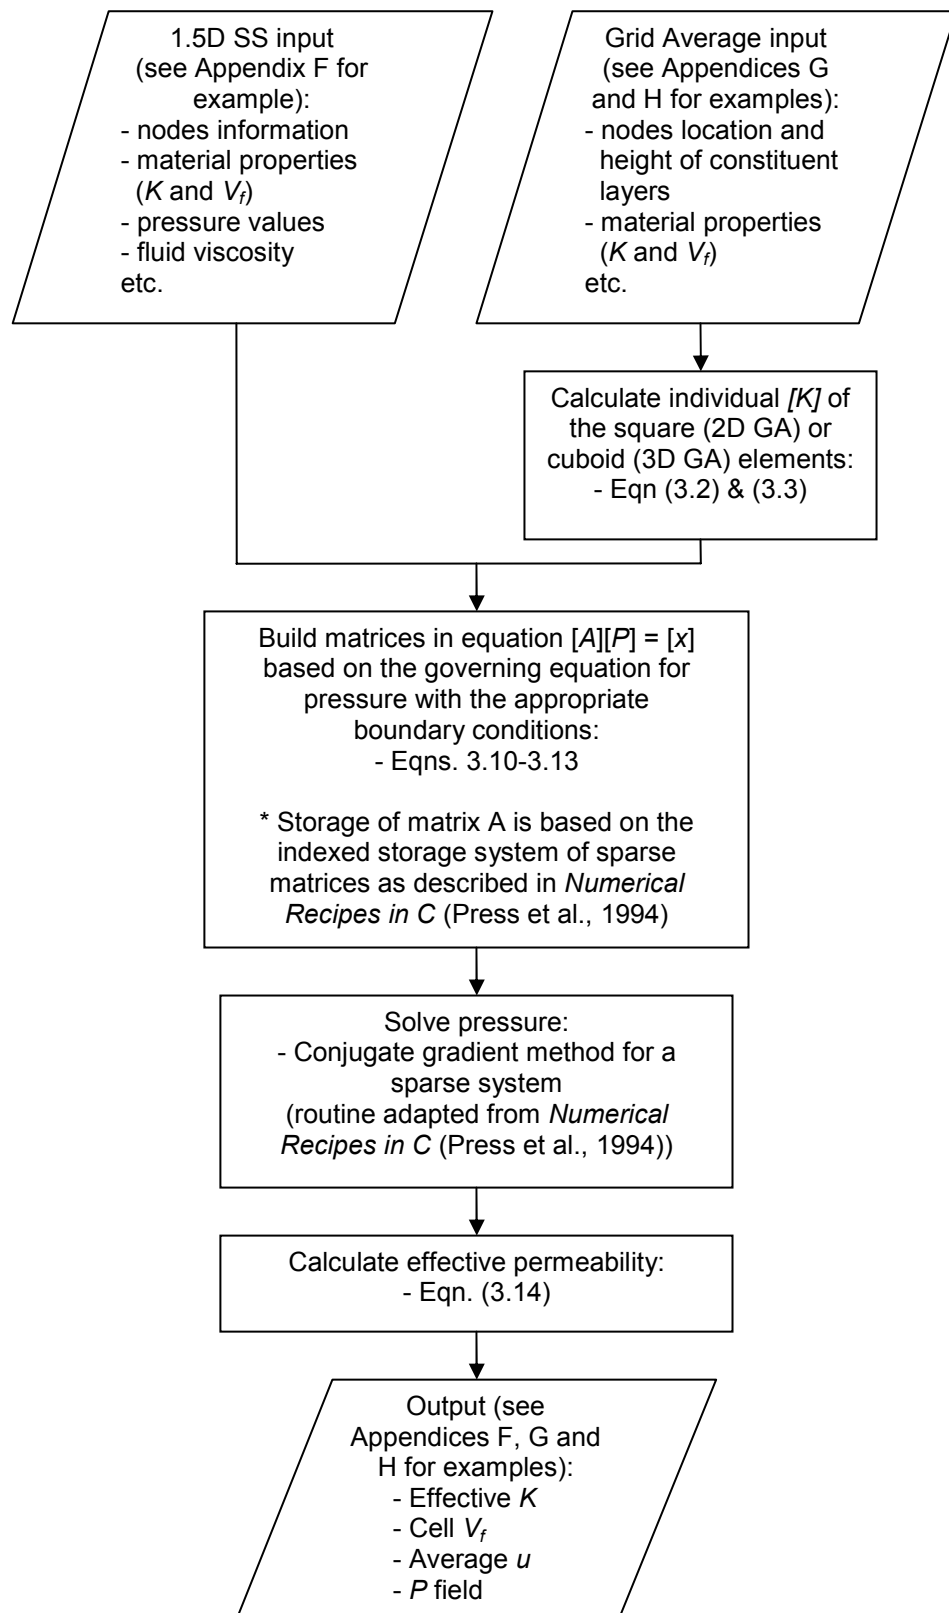 1.5D SS input
(see Appendix F for
example):
- nodes information
- material properties
(K and Vf)
- pressure values
- fluid viscosity
etc.
Grid Average input
(see Appendices G
and H for examples):
- nodes location and
height of constituent
layers
- material properties
(K and Vf)
etc.
Calculate individual [K] of
the square (2D GA) or
cuboid (3D GA) elements:
- Eqn (3.2) & (3.3)
Build matrices in equation [A][P] = [x]
based on the governing equation for
pressure with the appropriate
boundary conditions:
- Eqns. 3.10-3.13
* Storage of matrix A is based on the
indexed storage system of sparse
matrices as described in Numerical
Recipes in C (Press et al., 1994)
Solve pressure:
- Conjugate gradient method for a
sparse system
(routine adapted from Numerical
Recipes in C (Press et al., 1994))
Calculate effective permeability:
- Eqn. (3.14)
Output (see
Appendices F, G and
H for examples):
- Effective K
- Cell Vf
- Average u
- P field